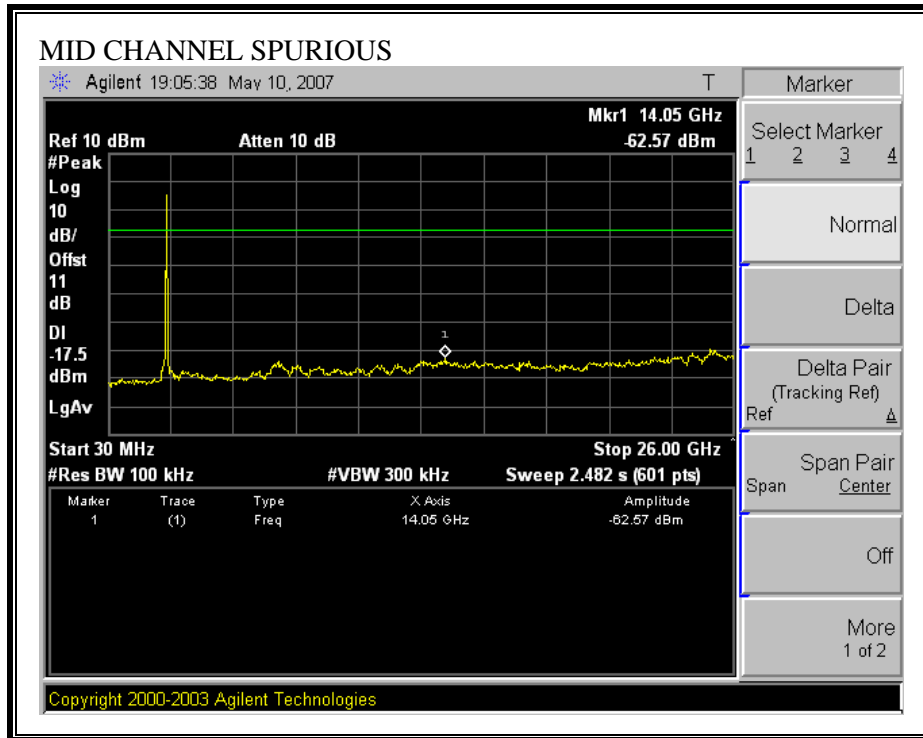 MID CHANNEL SPURIOUS
Agilent 19:05:38 May 10, 2007 T
Marker
Mkr1 14.05 GHz
Ref 10 dBm Atten 10 dB -62.57 dBm
#Peak
Log
10
dB/
Offst
11
dB
DI
-17.5
dBm
LgAv
1
Start 30 MHz Stop 26.00 GHz
#Res BW 100 kHz #VBW 300 kHz Sweep 2.482 s (601 pts)
Marker Trace Type X Axis Amplitude
1 (1) Freq 14.05 GHz -62.57 dBm
Select Marker
1 2 3 4
Normal
Delta
Delta Pair
(Tracking Ref)
Ref Δ
Span Pair
Span Center
Off
More
1 of 2
Copyright 2000-2003 Agilent Technologies